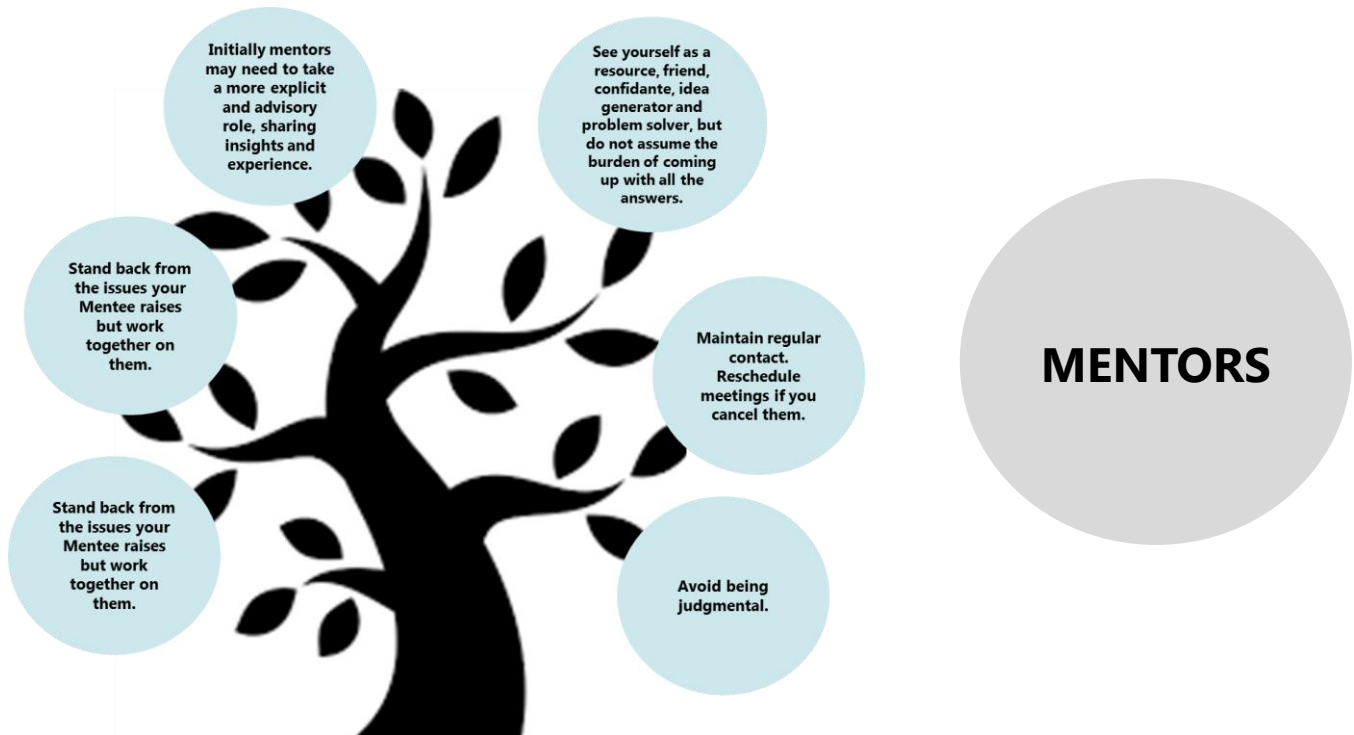 Initially mentors
may need to take
a more explicit
and advisory
role, sharing
insights and
experience.
See yourself as a
resource, friend,
confidante, idea
generator and
problem solver, but
do not assume the
burden of coming
up with all the
answers.
Stand back from
the issues your
Mentee raises
but work
together on
them.
Maintain regular
contact.
Reschedule
meetings if you
cancel them.
MENTORS
Stand back from
the issues your
Mentee raises
but work
together on
them.
Avoid being
judgmental.